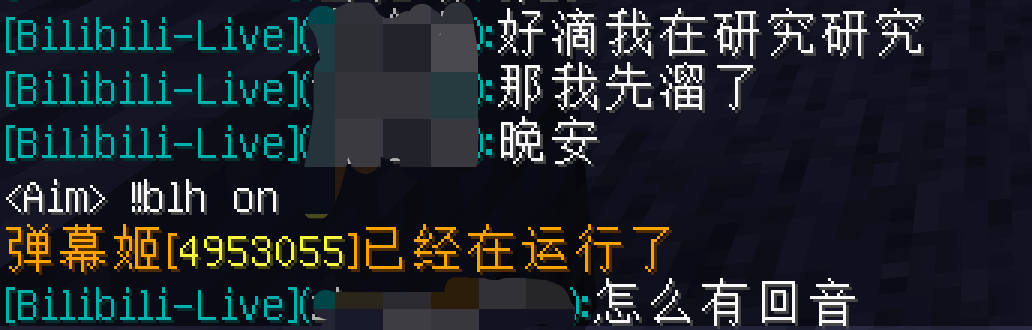 [Bilibili-Live]( ):好滴我在研究研究
[Bilibili-Live]( ):那我先溜了
[Bilibili-Live]( ):晚安
<Aim> !!blh on
弹幕姬[4953055]已经在运行了
[Bilibili-Live]( ):怎么有回音